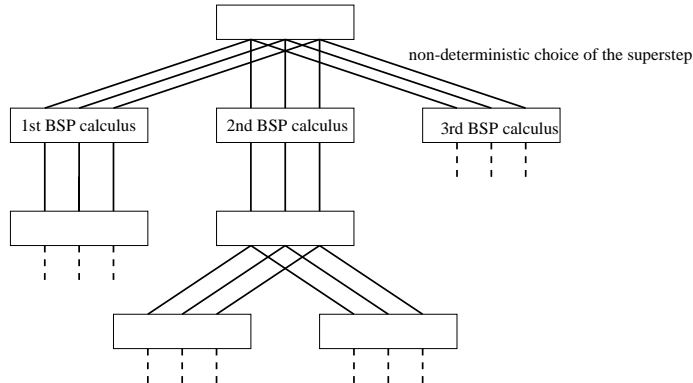 non-deterministic choice of the superstep
1st BSP calculus
2nd BSP calculus
3rd BSP calculus